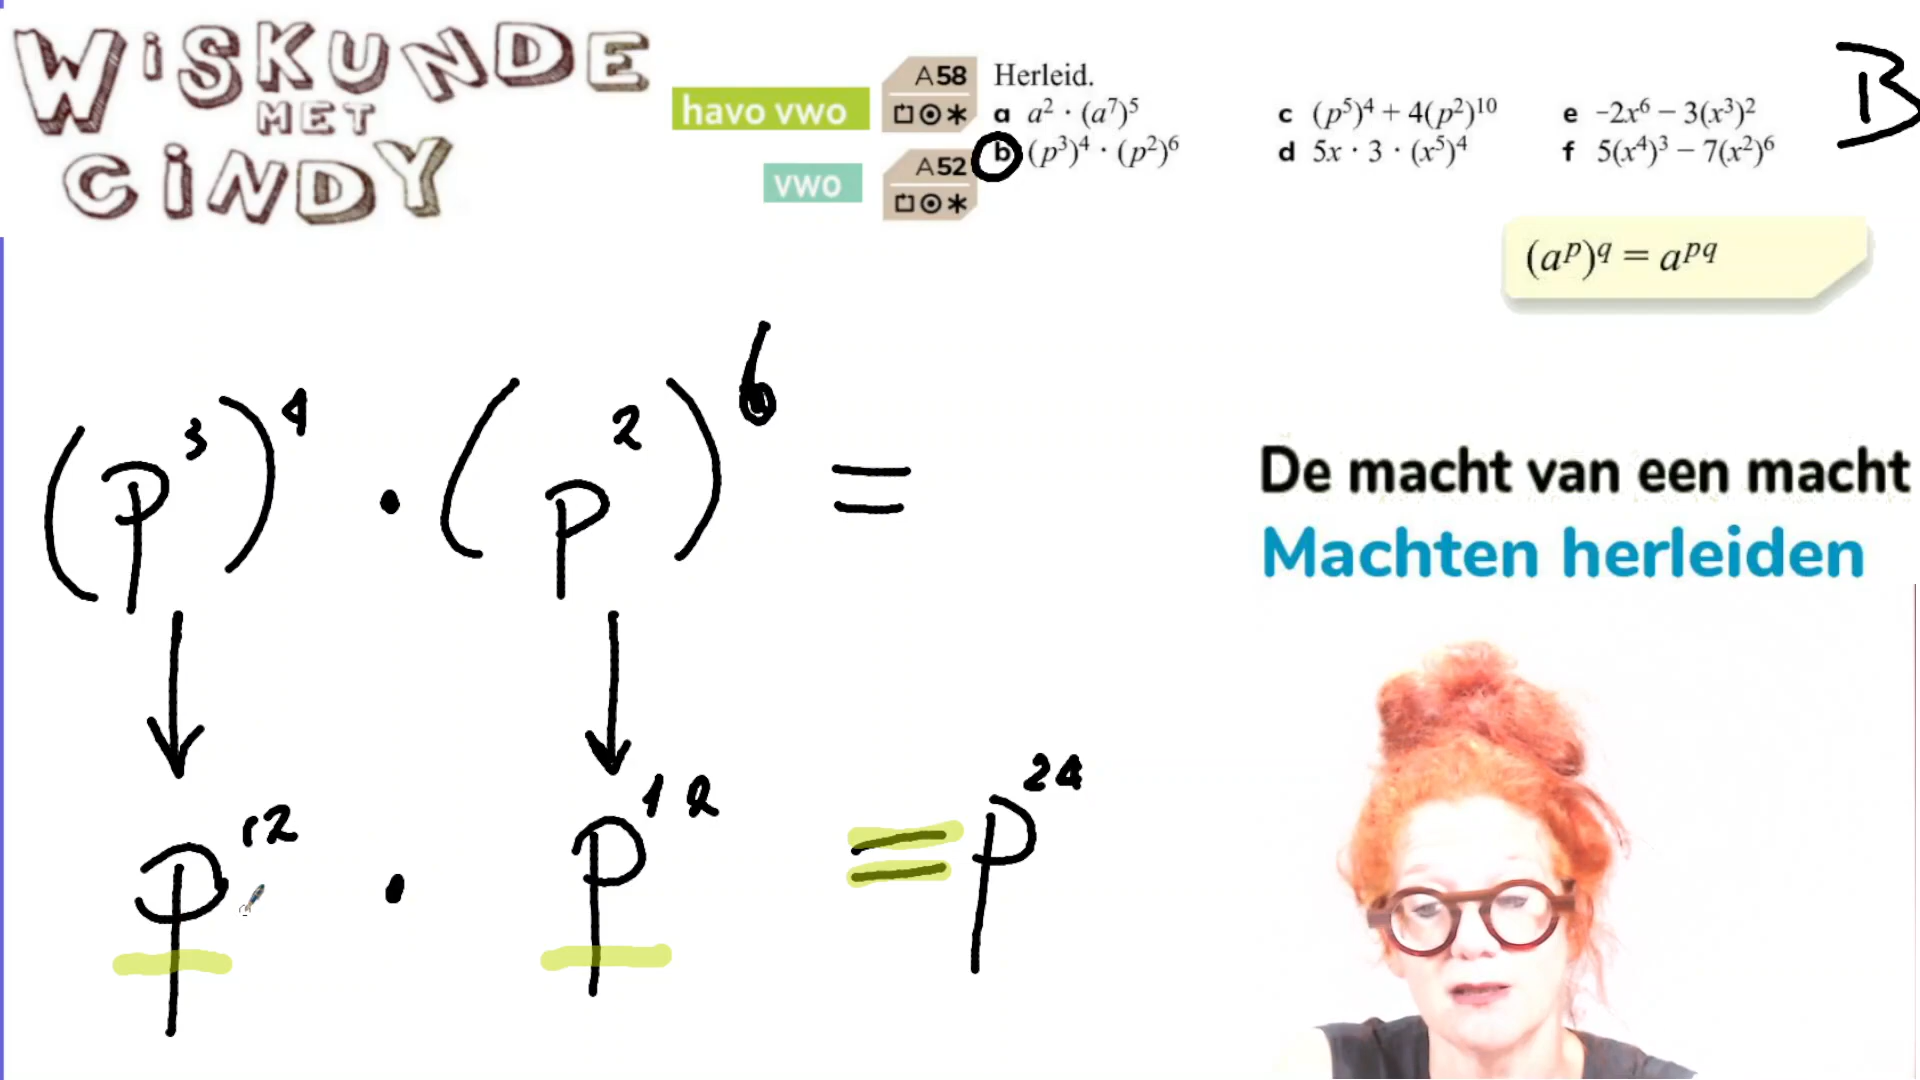 WiSKUNDE
MET
CiNDY
havo vwo
vwo
A58
A52
Herleid.
a a² · (a⁷)⁵
b (p³)⁴ · (p²)⁶
c (p⁵)⁴ + 4(p²)¹⁰
d 5x · 3 · (x⁵)⁴
e -2x⁶ – 3(x³)²
f 5(x⁴)³ – 7(x²)⁶
B
(aᵖ)^q = a^pq
(p³)⁴ · (p²)⁶ =
De macht van een macht
Machten herleiden
p¹² · p¹² = p²⁴